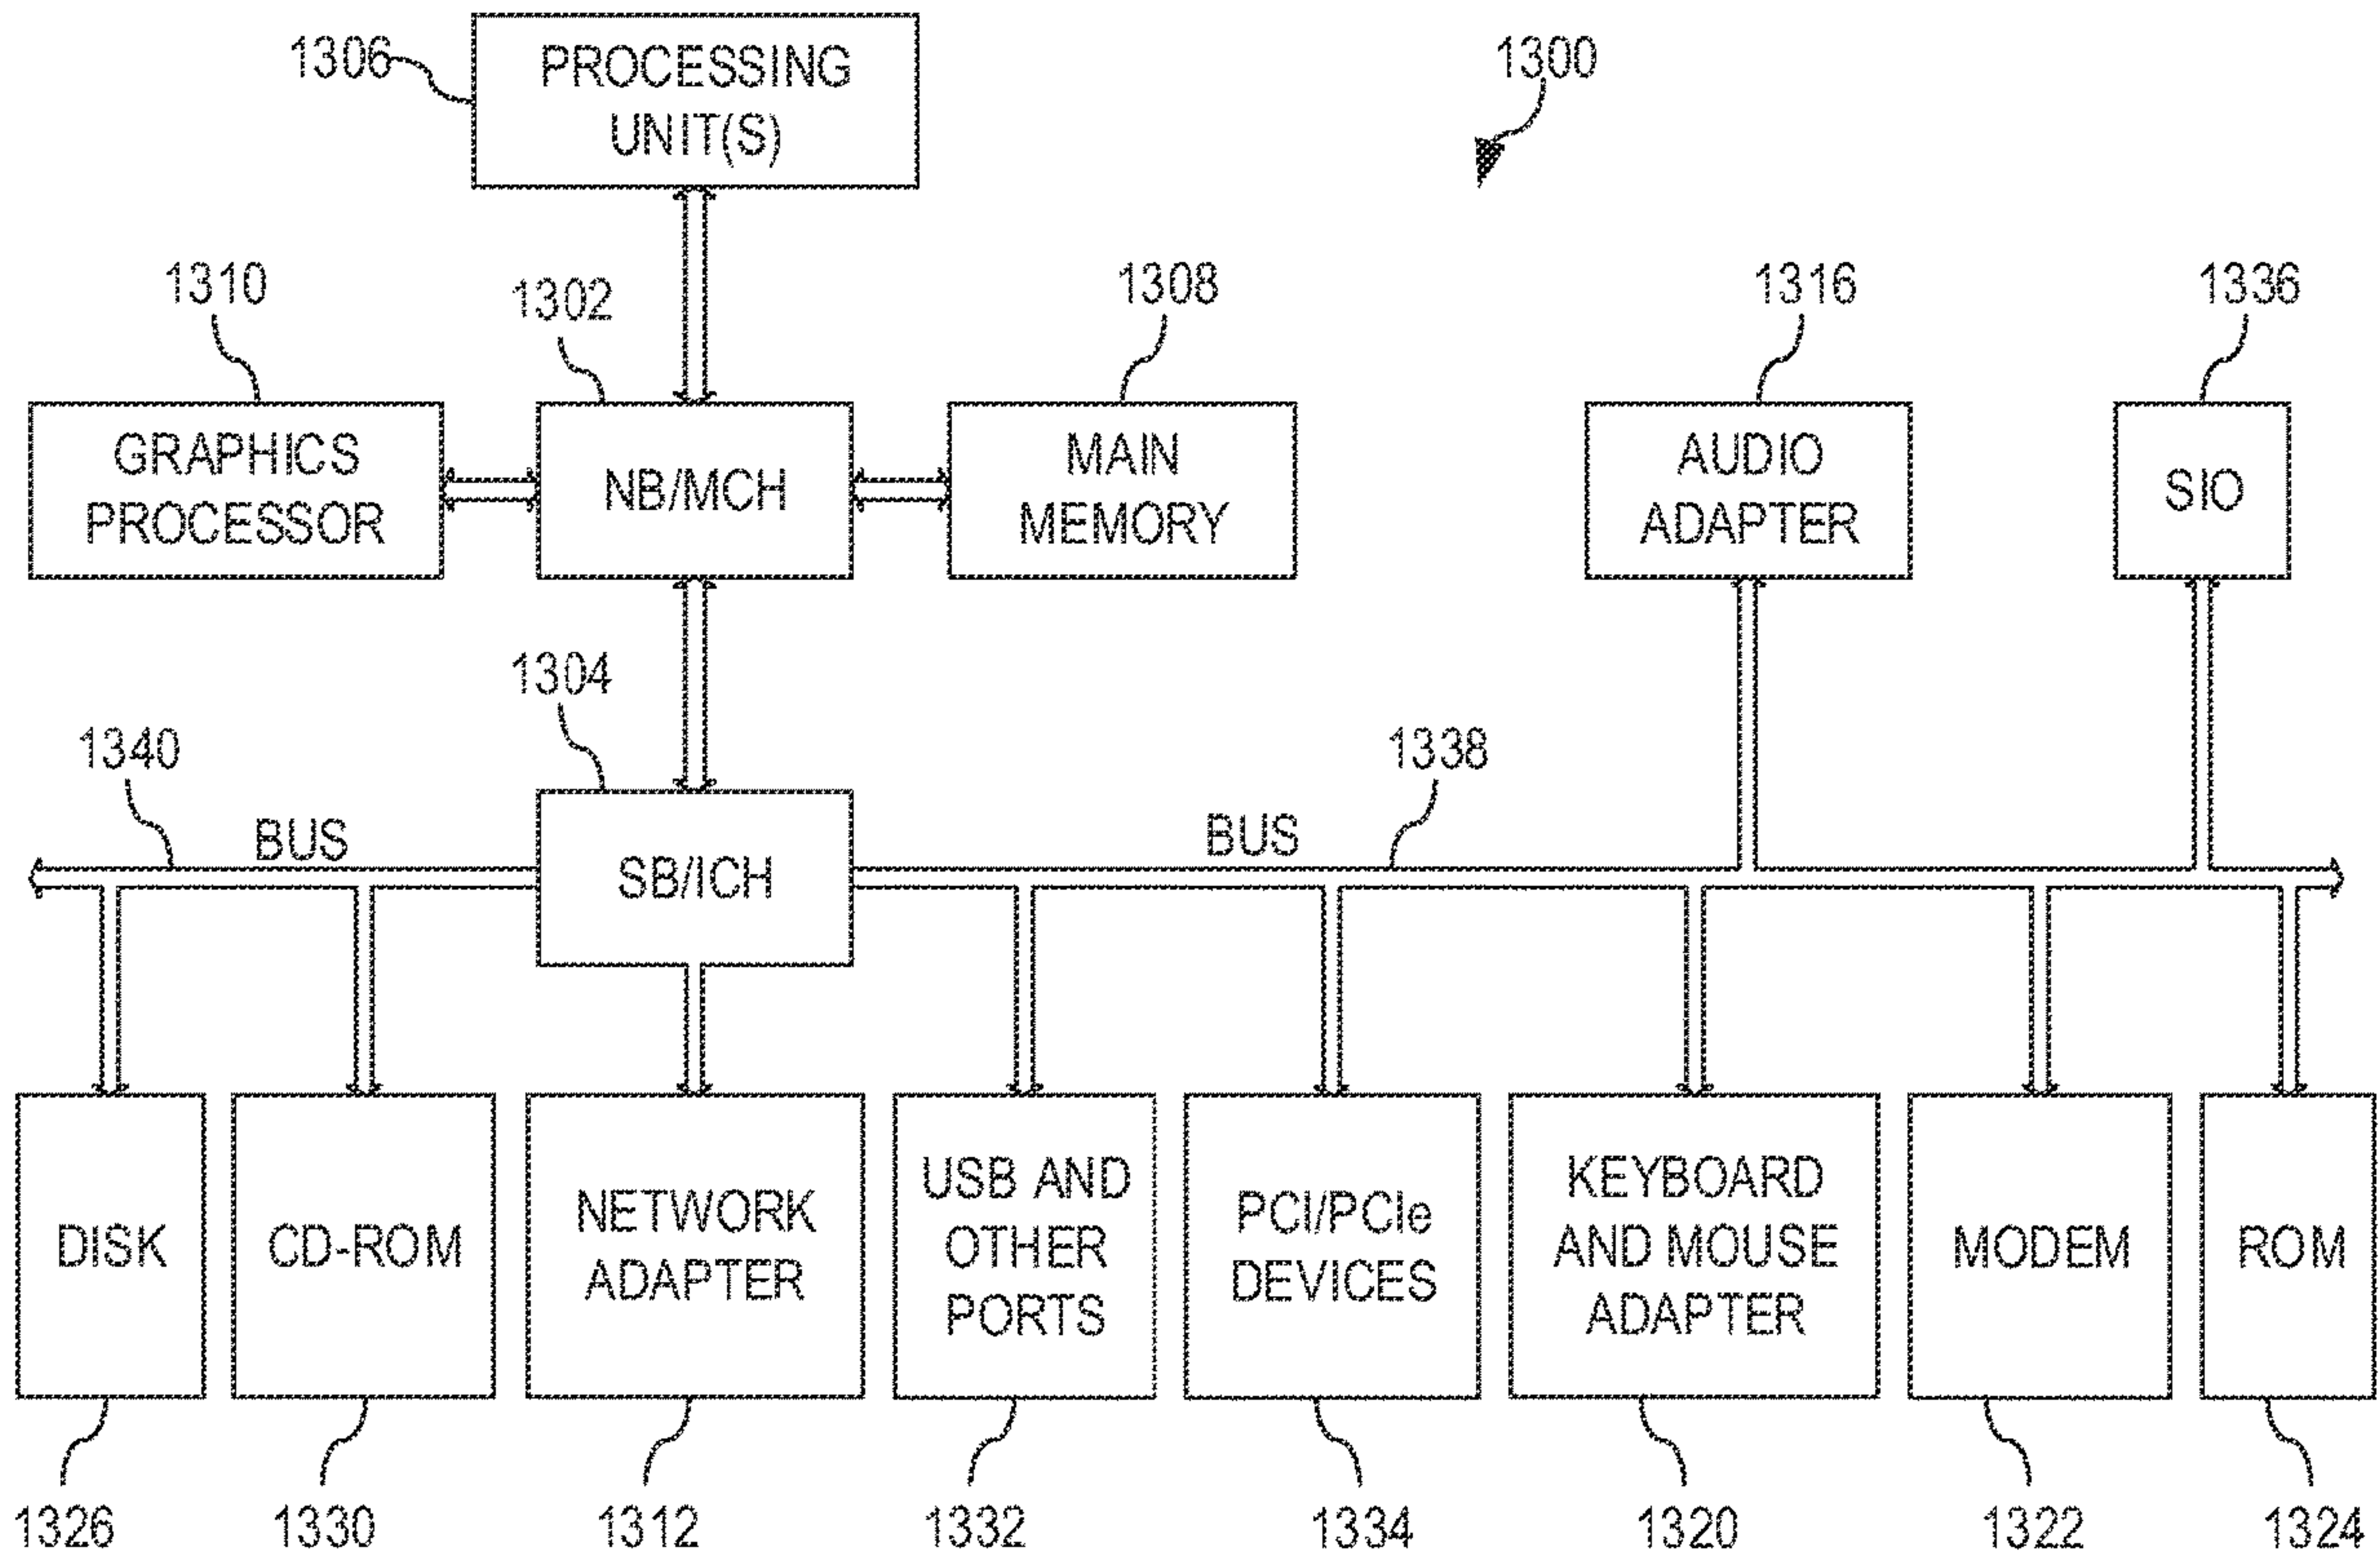 1306
PROCESSING
UNIT(S)
1300
1310
1302
1308
1316
1336
GRAPHICS
PROCESSOR
NB/MCH
MAIN
MEMORY
AUDIO
ADAPTER
SIO
1304
1340
1338
BUS
SB/ICH
BUS
DISK
CD-ROM
NETWORK
ADAPTER
USB AND
OTHER
PORTS
PCI/PCIe
DEVICES
KEYBOARD
AND MOUSE
ADAPTER
MODEM
ROM
1326
1330
1312
1332
1334
1320
1322
1324